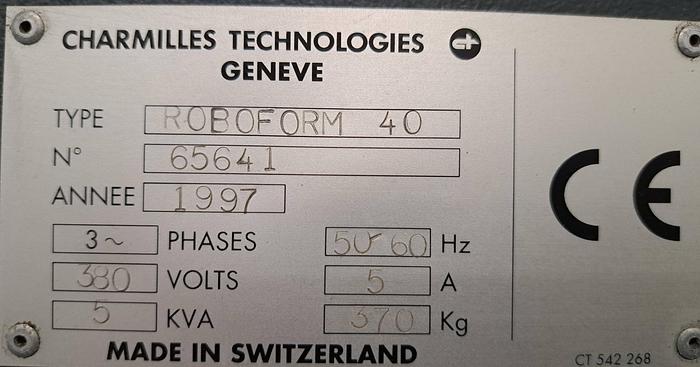 CHARMILLES TECHNOLOGIES
GENEVE
TYPE ROBOFORM 40
N° 65641
ANNEE 1997
3~ PHASES 50-60 Hz
380 VOLTS 5 A
5 KVA 370 Kg
MADE IN SWITZERLAND
CE
CT 542 268